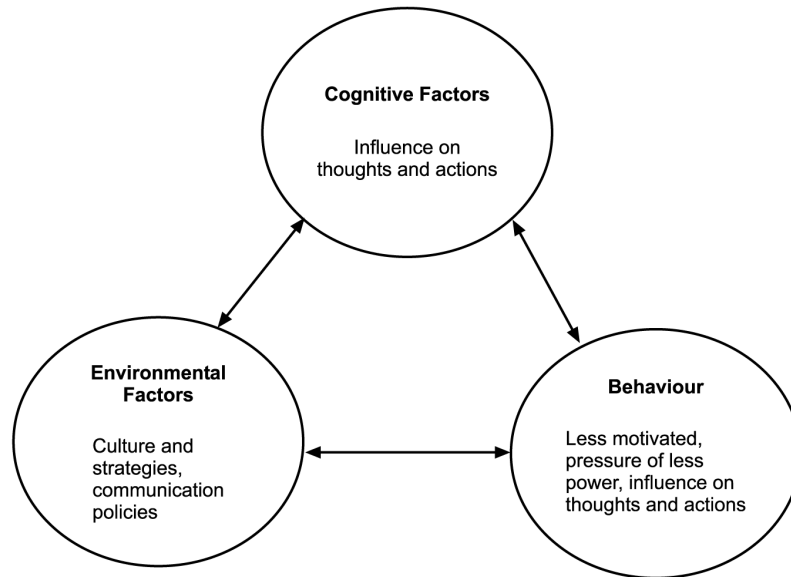 Cognitive Factors
Influence on
thoughts and actions
Environmental
Factors
Culture and
strategies,
communication
policies
Behaviour
Less motivated,
pressure of less
power, influence on
thoughts and actions